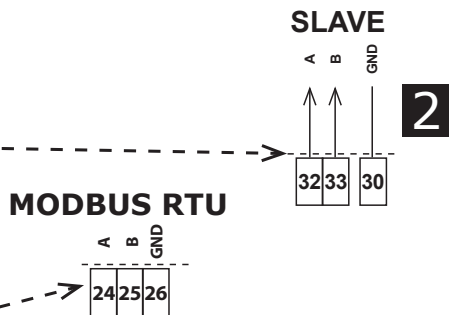 SLAVE
A B GND
2
32 33 30
MODBUS RTU
A B GND
24 25 26